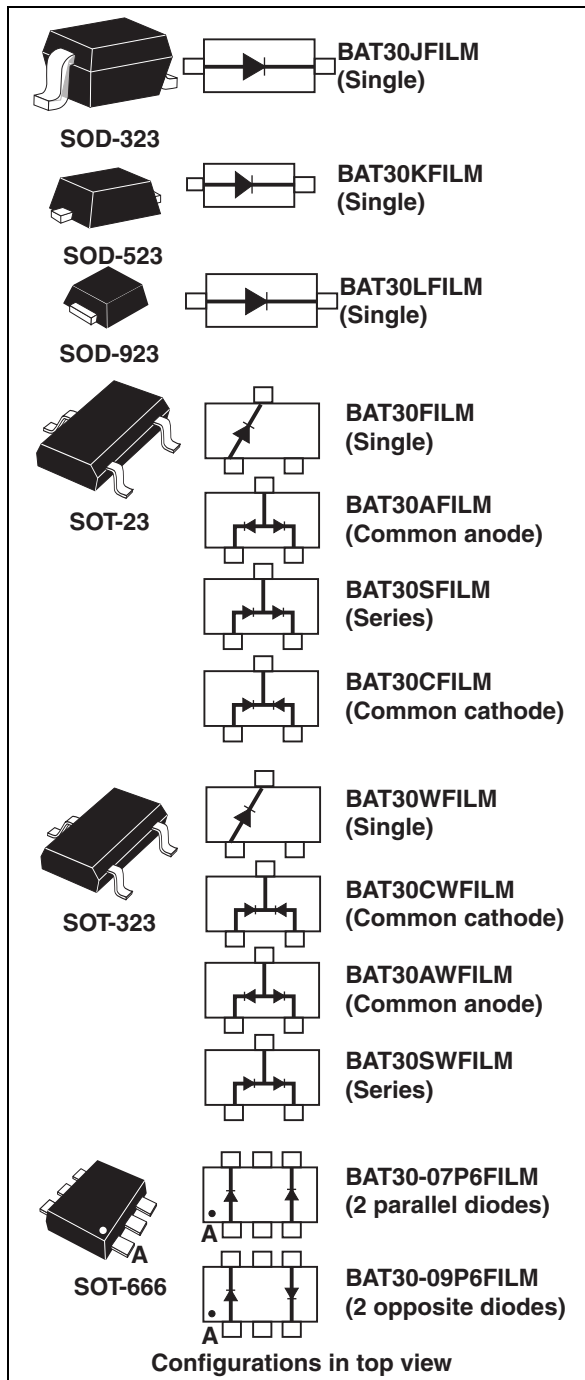 BAT30JFILM
(Single)
SOD-323
BAT30KFILM
(Single)
SOD-523
BAT30LFILM
(Single)
SOD-923
BAT30FILM
(Single)
SOT-23
BAT30AFILM
(Common anode)
BAT30SFILM
(Series)
BAT30CFILM
(Common cathode)
BAT30WFILM
(Single)
SOT-323
BAT30CWFILM
(Common cathode)
BAT30AWFILM
(Common anode)
BAT30SWFILM
(Series)
BAT30-07P6FILM
(2 parallel diodes)
A
A
SOT-666
BAT30-09P6FILM
(2 opposite diodes)
A
Configurations in top view